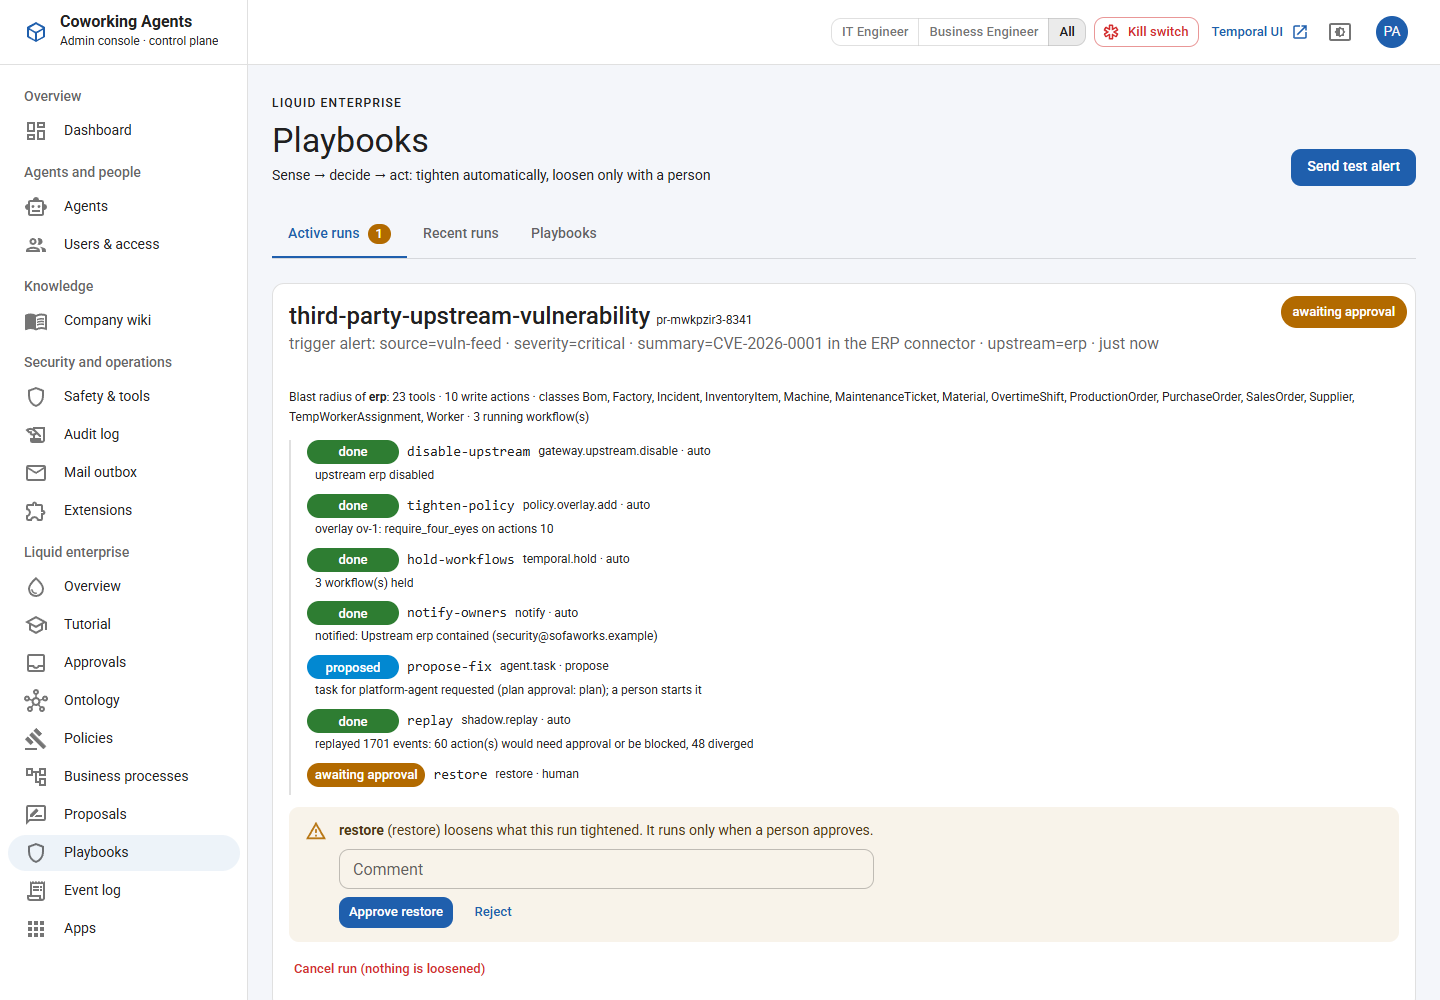 Coworking Agents
Admin console · control plane
IT Engineer
Business Engineer
All
Kill switch
Temporal UI
PA
Overview
Dashboard
Agents and people
Agents
Users & access
Knowledge
Company wiki
Security and operations
Safety & tools
Audit log
Mail outbox
Extensions
Liquid enterprise
Overview
Tutorial
Approvals
Ontology
Policies
Business processes
Proposals
Playbooks
Event log
Apps
LIQUID ENTERPRISE
Playbooks
Sense → decide → act: tighten automatically, loosen only with a person
Send test alert
Active runs 1
Recent runs
Playbooks
third-party-upstream-vulnerability pr-mwkpzir3-8341
awaiting approval
trigger alert: source=vuln-feed · severity=critical · summary=CVE-2026-0001 in the ERP connector · upstream=erp · just now
Blast radius of erp: 23 tools · 10 write actions · classes Bom, Factory, Incident, InventoryItem, Machine, MaintenanceTicket, Material, OvertimeShift, ProductionOrder, PurchaseOrder, SalesOrder, Supplier,
TempWorkerAssignment, Worker · 3 running workflow(s)
done disable-upstream gateway.upstream.disable · auto
upstream erp disabled
done tighten-policy policy.overlay.add · auto
overlay ov-1: require_four_eyes on actions 10
done hold-workflows temporal.hold · auto
3 workflow(s) held
done notify-owners notify · auto
notified: Upstream erp contained (security@sofaworks.example)
proposed propose-fix agent.task · propose
task for platform-agent requested (plan approval: plan); a person starts it
done replay shadow.replay · auto
replayed 1701 events: 60 action(s) would need approval or be blocked, 48 diverged
awaiting approval restore restore · human
restore (restore) loosens what this run tightened. It runs only when a person approves.
Comment
Approve restore
Reject
Cancel run (nothing is loosened)